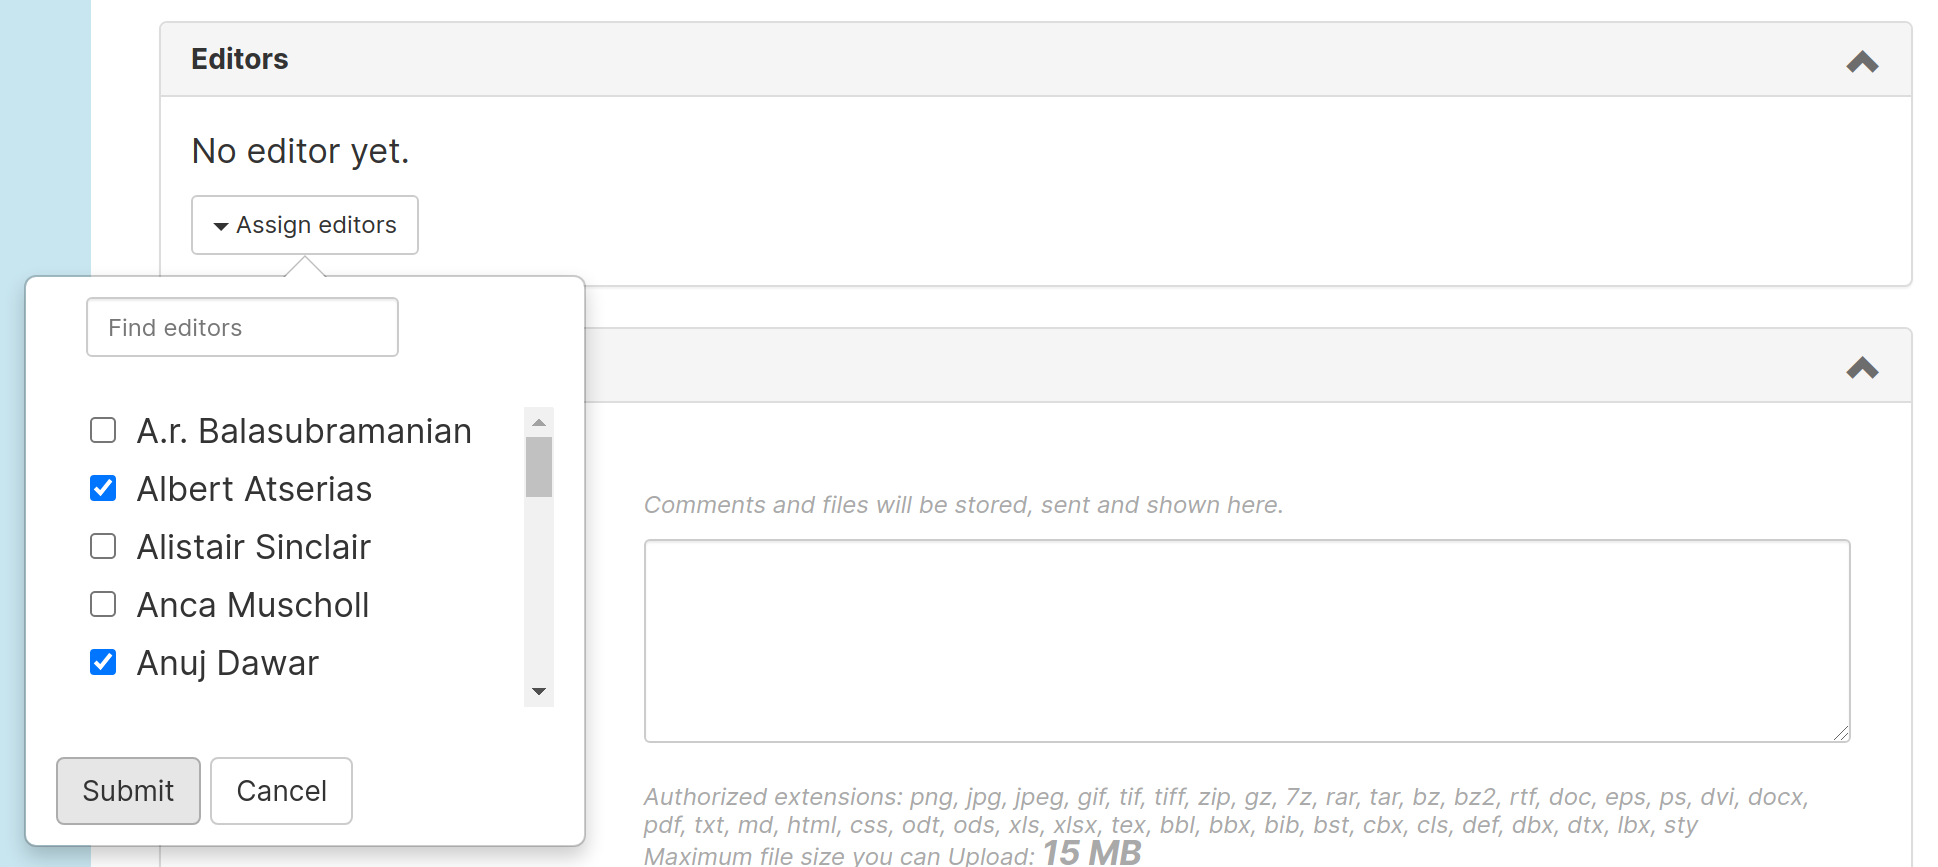 Editors
No editor yet.
Assign editors
Find editors
A.r. Balasubramanian
Albert Atserias
Alistair Sinclair
Anca Muscholl
Anuj Dawar
Submit Cancel
Comments and files will be stored, sent and shown here.
Authorized extensions: png, jpg, jpeg, gif, tif, tiff, zip, gz, 7z, rar, tar, bz, bz2, rtf, doc, eps, ps, dvi, docx,
pdf, txt, md, html, css, odt, ods, xls, xlsx, tex, bbl, bbx, bib, bst, cbx, cls, def, dbx, dtx, lbx, sty
Maximum file size you can Upload: 15 MB